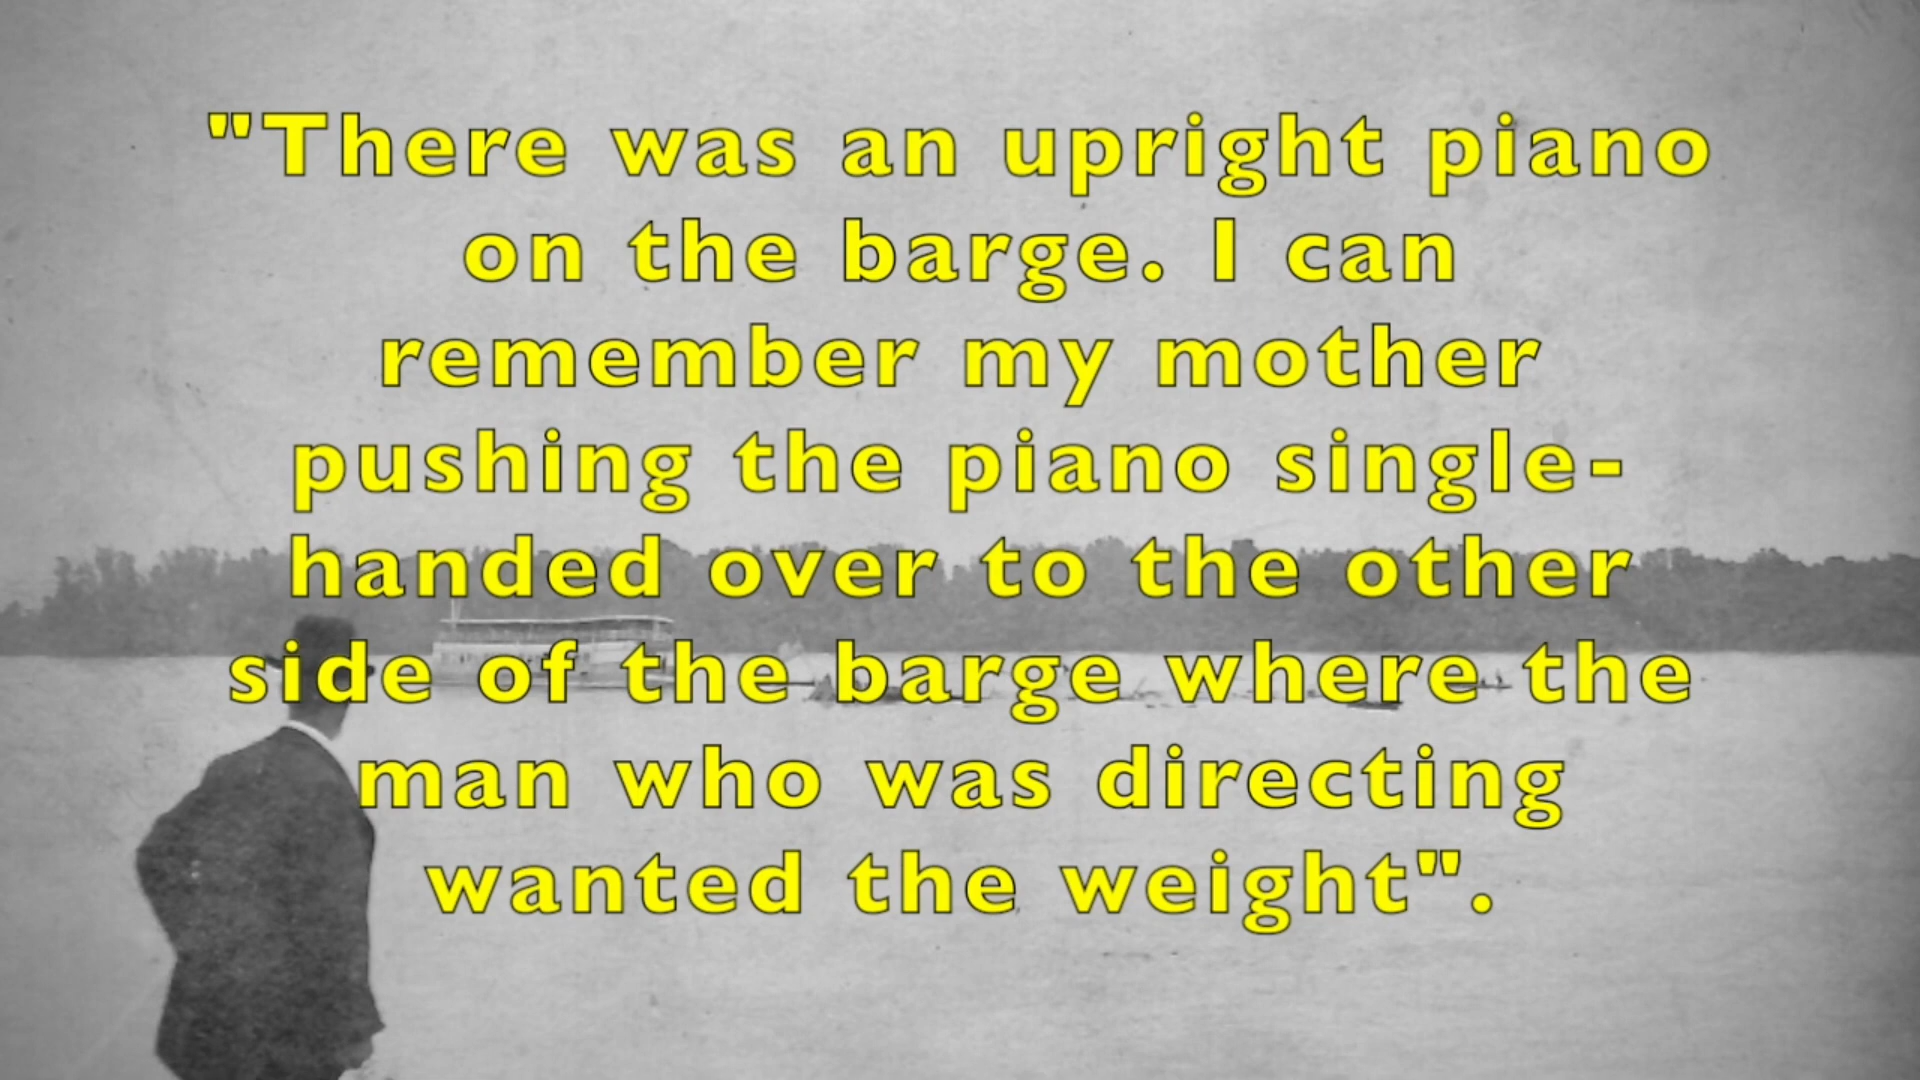 "There was an upright piano
on the barge. I can
remember my mother
pushing the piano single-
handed over to the other
side of the barge where the
man who was directing
wanted the weight".